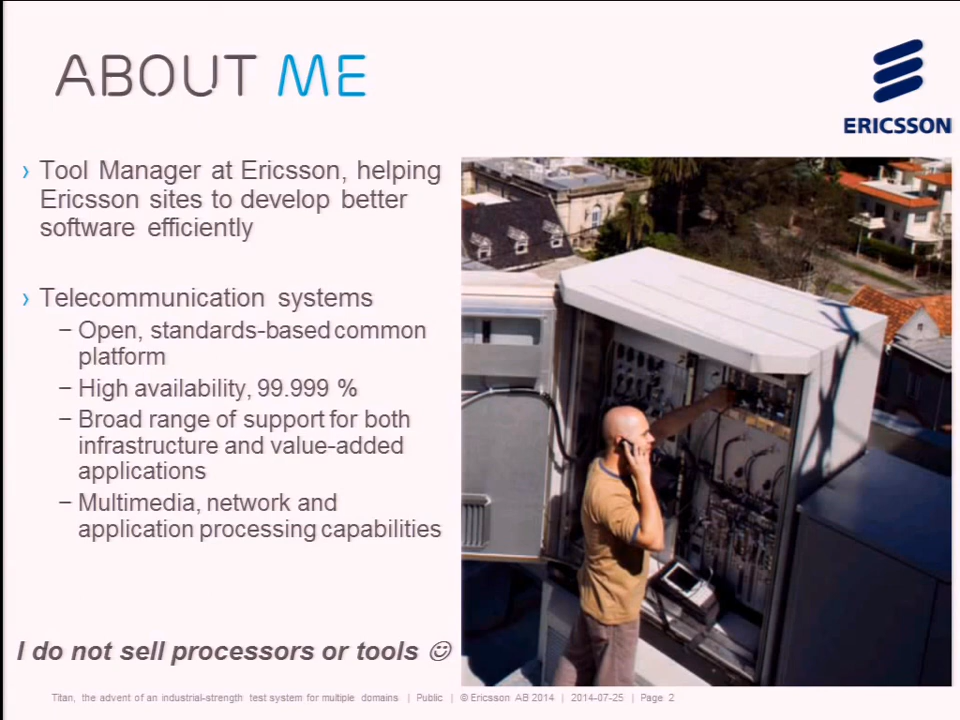 ABOUT ME
ERICSSON
› Tool Manager at Ericsson, helping
Ericsson sites to develop better
software efficiently
› Telecommunication systems
– Open, standards-based common
platform
– High availability, 99.999 %
– Broad range of support for both
infrastructure and value-added
applications
– Multimedia, network and
application processing capabilities
I do not sell processors or tools ☺
Titan, the advent of an industrial-strength test system for multiple domains | Public | © Ericsson AB 2014 | 2014-07-25 | Page 2